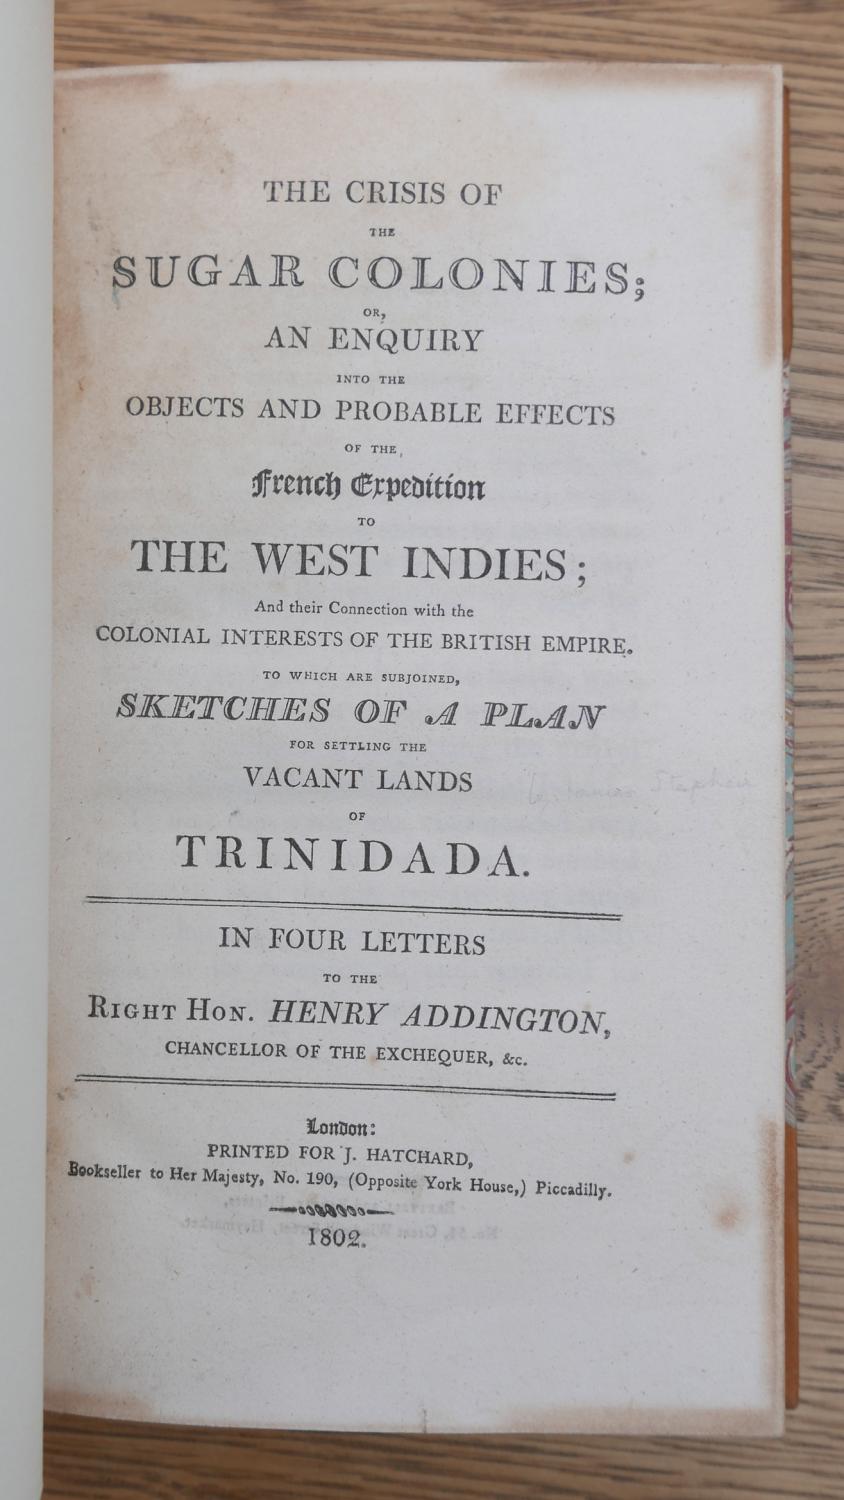 THE CRISIS OF
THE
SUGAR COLONIES;
OR,
AN ENQUIRY
INTO THE
OBJECTS AND PROBABLE EFFECTS
OF THE,
French Expedition
TO
THE WEST INDIES;
And their Connection with the
COLONIAL INTERESTS OF THE BRITISH EMPIRE.
TO WHICH ARE SUBJOINED,
SKETCHES OF A PLAN
FOR SETTLING THE
VACANT LANDS
James Stephen
OF
TRINIDADA.
IN FOUR LETTERS
TO THE
RIGHT HON. HENRY ADDINGTON,
CHANCELLOR OF THE EXCHEQUER, &c.
London:
PRINTED FOR J. HATCHARD,
Bookseller to Her Majesty, No. 190, (Opposite York House,) Piccadilly.
1802.